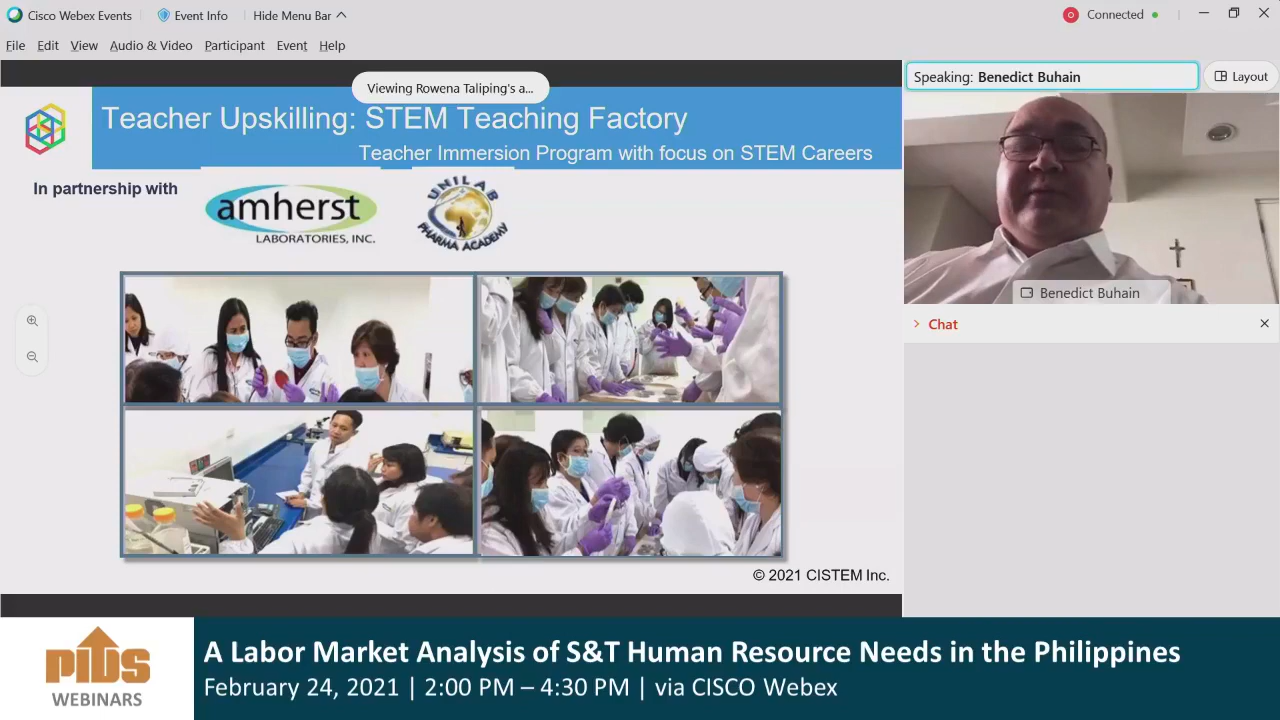 Cisco Webex Events
Event Info
Hide Menu Bar
Connected
File Edit View Audio & Video Participant Event Help
Viewing Rowena Taliping's a...
Speaking: Benedict Buhain
Layout
Teacher Upskilling: STEM Teaching Factory
Teacher Immersion Program with focus on STEM Careers
In partnership with
amherst
LABORATORIES, INC.
UNILAB
PHARMA ACADEMY
Benedict Buhain
Chat
© 2021 CISTEM Inc.
PIDS
WEBINARS
A Labor Market Analysis of S&T Human Resource Needs in the Philippines
February 24, 2021 | 2:00 PM – 4:30 PM | via CISCO Webex